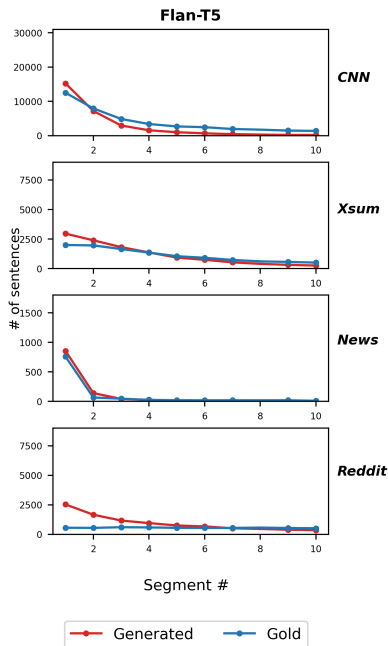 Flan-T5
30000
20000
10000
0
2 4 6 8 10
CNN
7500
5000
2500
0
2 4 6 8 10
Xsum
# of sentences
1500
1000
500
0
2 4 6 8 10
News
7500
5000
2500
0
2 4 6 8 10
Reddit
Segment #
Generated Gold